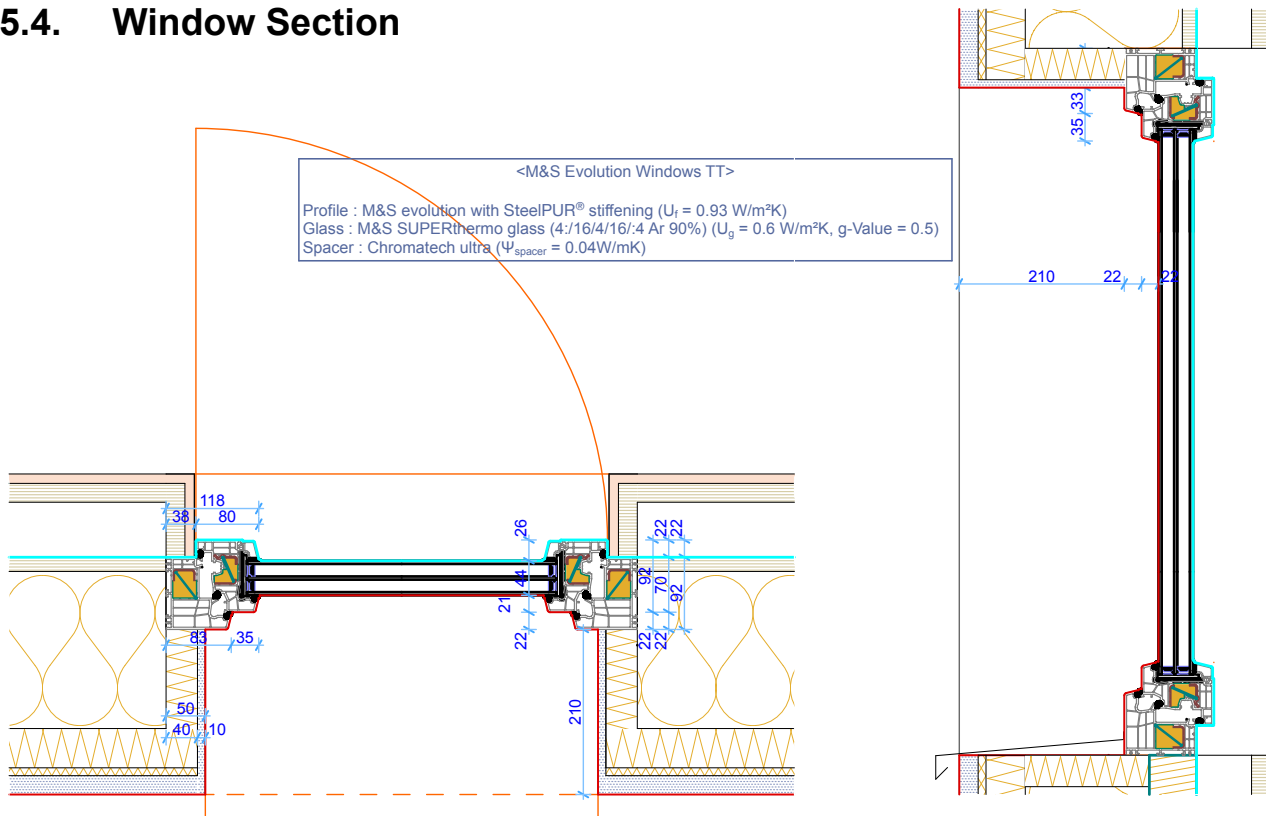 5.4. Window Section
<M&S Evolution Windows TT>
Profile : M&S evolution with SteelPUR® stiffening (Uf = 0.93 W/m²K)
Glass : M&S SUPERthermo glass (4:/16/4/16/:4 Ar 90%) (Ug = 0.6 W/m²K, g-Value = 0.5)
Spacer : Chromatech ultra (Ψspacer = 0.04W/mK)
33
35
210 22 22
118
38 80
26 22 22
44 92 70 92
21
22 22 22
83 35
50
40 10
210